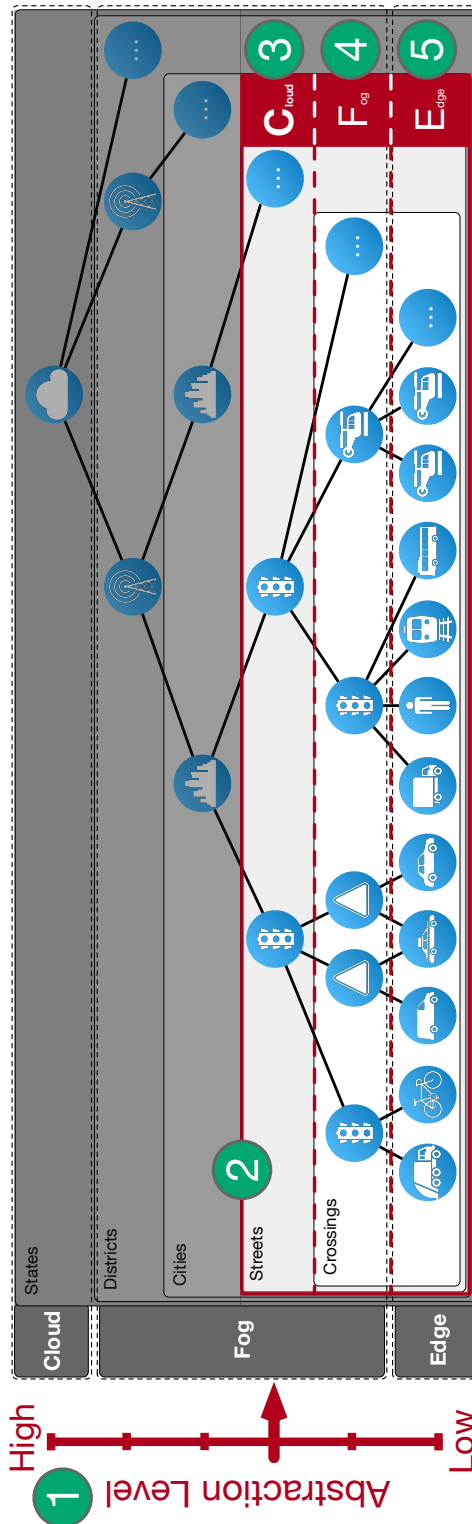 High
1
Abstraction Level
Low
Cloud
Fog
Edge
States
Districts
Cities
Streets
Crossings
2
...
...
...
...
...
Cloud
Fog
Edge
3
4
5